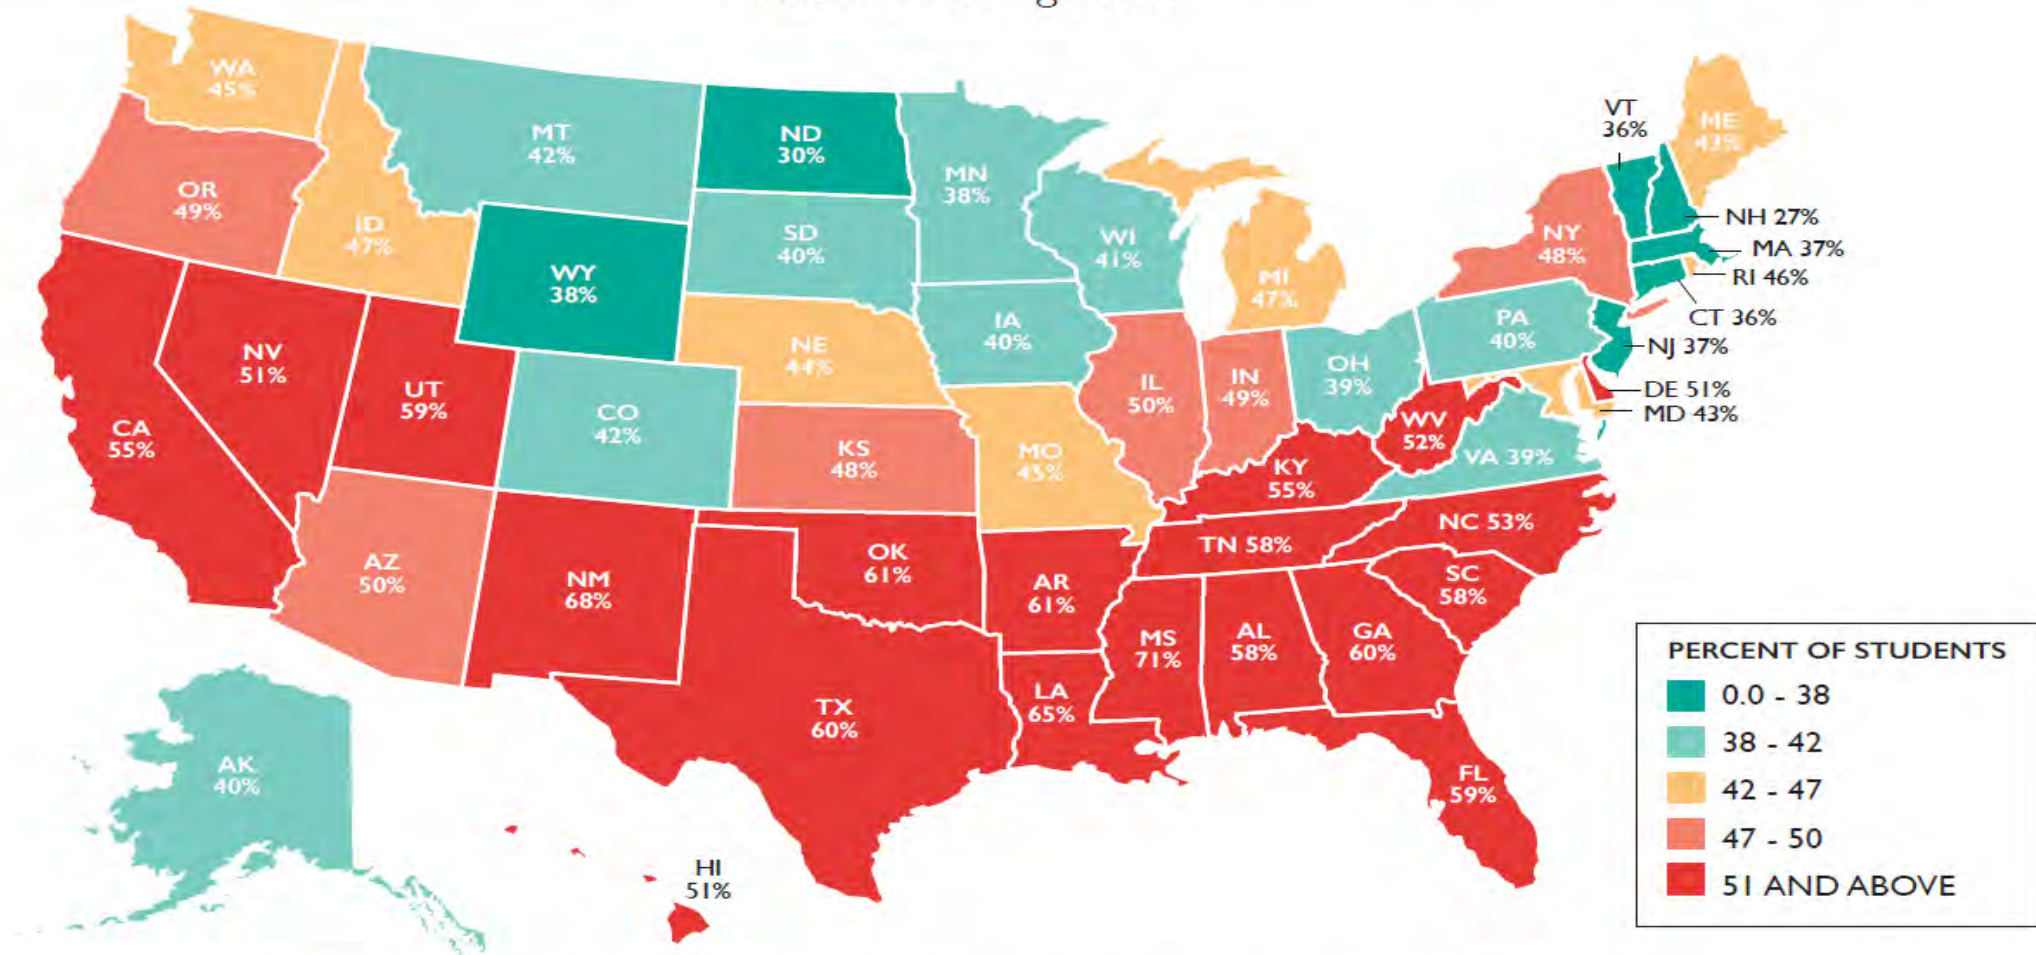 WA
45%
OR
49%
ID
47%
MT
42%
ND
30%
MN
38%
SD
40%
WI
41%
WY
38%
MI
47%
VT
36%
ME
43%
NH 27%
MA 37%
RI 46%
CT 36%
NJ 37%
DE 51%
MD 43%
NY
48%
PA
40%
NV
51%
UT
59%
CA
55%
CO
42%
NE
44%
IA
40%
KS
48%
MO
45%
IL
50%
IN
49%
OH
39%
WV
52%
VA 39%
KY
55%
NC 53%
TN 58%
SC
58%
AZ
50%
NM
68%
OK
61%
AR
61%
MS
71%
AL
58%
GA
60%
LA
65%
TX
60%
FL
59%
AK
40%
HI
51%
PERCENT OF STUDENTS
0.0 - 38
38 - 42
42 - 47
47 - 50
51 AND ABOVE